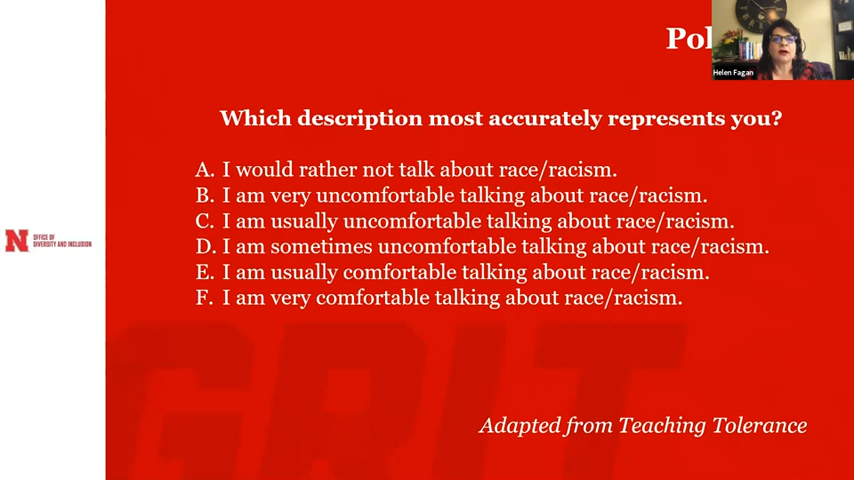 Pol
Helen Fagan
Which description most accurately represents you?
A. I would rather not talk about race/racism.
B. I am very uncomfortable talking about race/racism.
C. I am usually uncomfortable talking about race/racism.
D. I am sometimes uncomfortable talking about race/racism.
E. I am usually comfortable talking about race/racism.
F. I am very comfortable talking about race/racism.
N
OFFICE OF
DIVERSITY AND INCLUSION
GRIT
Adapted from Teaching Tolerance